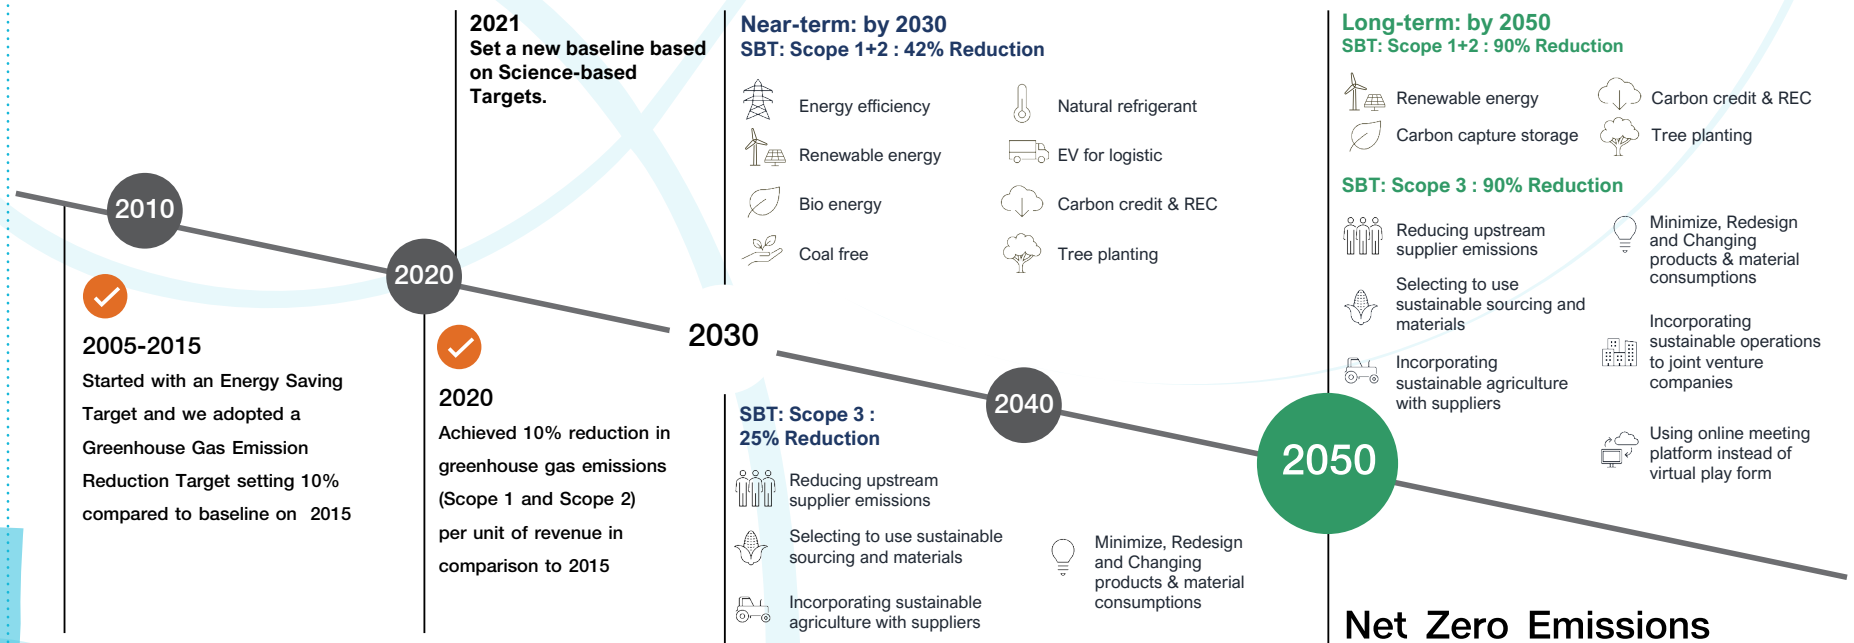 2010
2005-2015
Started with an Energy Saving
Target and we adopted a
Greenhouse Gas Emission
Reduction Target setting 10%
compared to baseline on 2015
2021
Set a new baseline based
on Science-based
Targets.
2020
2020
Achieved 10% reduction in
greenhouse gas emissions
(Scope 1 and Scope 2)
per unit of revenue in
comparison to 2015
Near-term: by 2030
SBT: Scope 1+2 : 42% Reduction
Energy efficiency
Renewable energy
Bio energy
Coal free
Natural refrigerant
EV for logistic
Carbon credit & REC
Tree planting
2030
SBT: Scope 3 :
25% Reduction
Reducing upstream
supplier emissions
Selecting to use sustainable
sourcing and materials
Incorporating sustainable
agriculture with suppliers
Minimize, Redesign
and Changing
products & material
consumptions
2040
Long-term: by 2050
SBT: Scope 1+2 : 90% Reduction
Renewable energy
Carbon capture storage
Carbon credit & REC
Tree planting
SBT: Scope 3 : 90% Reduction
Reducing upstream
supplier emissions
Selecting to use
sustainable sourcing and
materials
Incorporating
sustainable agriculture
with suppliers
Minimize, Redesign
and Changing
products & material
consumptions
Incorporating
sustainable operations
to joint venture
companies
Using online meeting
platform instead of
virtual play form
2050
Net Zero Emissions